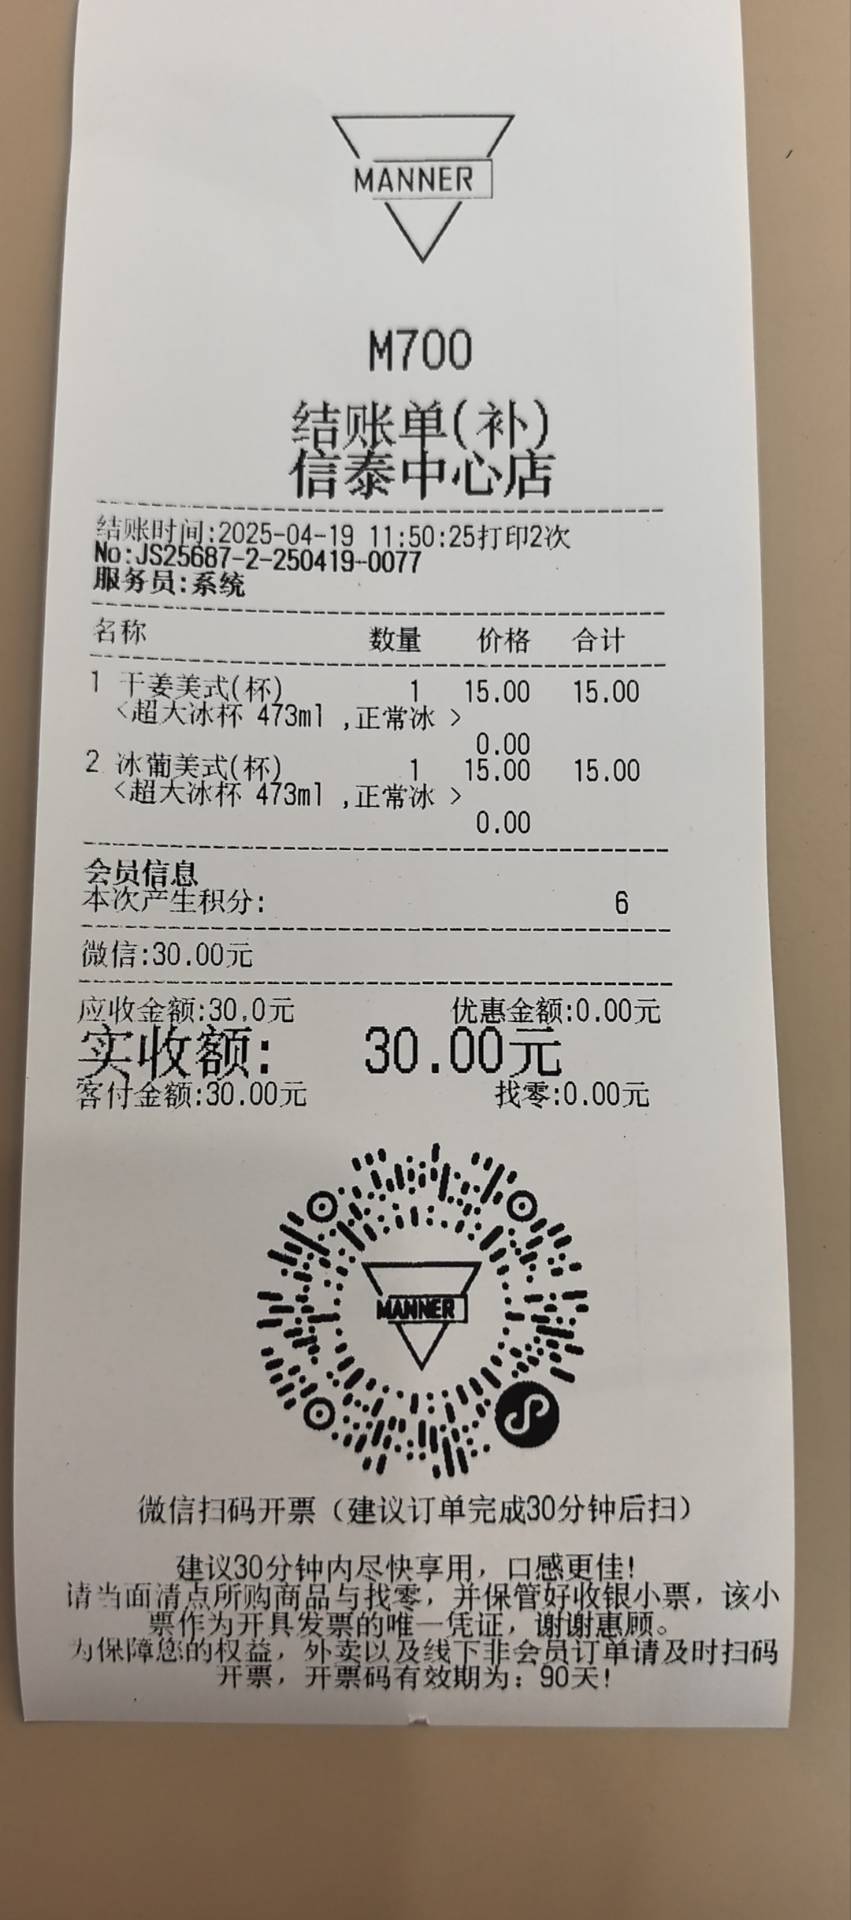 MANNER
M700
结账单(补)
信泰中心店
结账时间:2025-04-19 11:50:25打印2次
No:JS25687-2-250419-0077
服务员:系统
名称 数量 价格 合计
1 干姜美式(杯) 1 15.00 15.00
<超大冰杯 473ml ,正常冰 >
0.00
2 冰葡美式(杯) 1 15.00 15.00
<超大冰杯 473ml ,正常冰 >
0.00
会员信息
本次产生积分: 6
微信:30.00元
应收金额:30.0元 优惠金额:0.00元
实收额: 30.00元
客付金额:30.00元 找零:0.00元
MANNER
微信扫码开票（建议订单完成30分钟后扫）
建议30分钟内尽快享用，口感更佳!
请当面清点所购商品与找零，并保管好收银小票，该小
票作为开具发票的唯一凭证，谢谢惠顾。
为保障您的权益，外卖以及线下非会员订单请及时扫码
开票，开票码有效期为：90天!